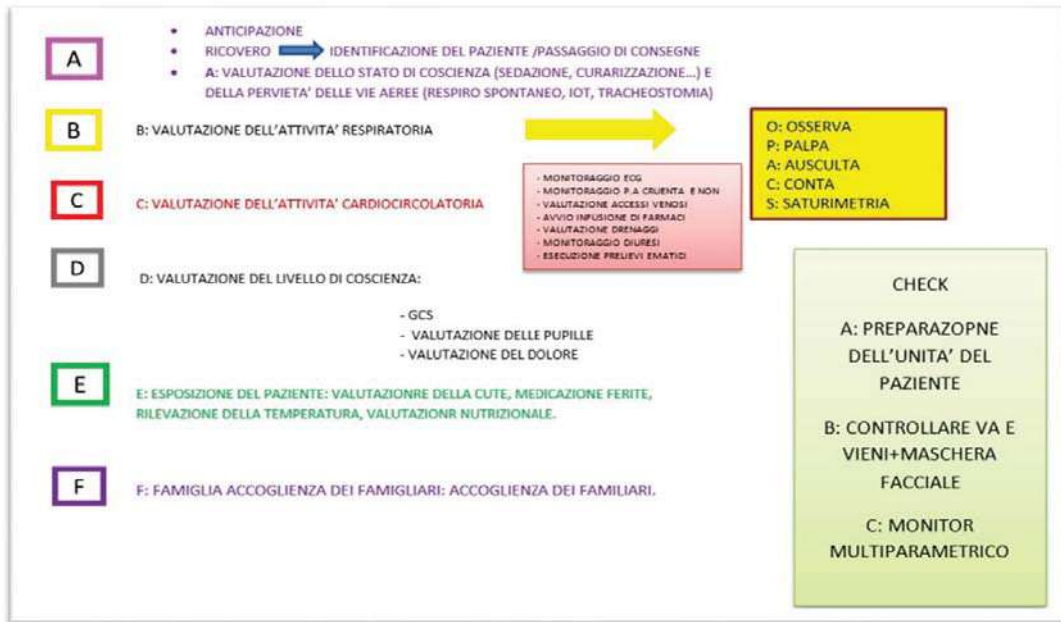 A
• ANTICIPAZIONE
• RICOVERO IDENTIFICAZIONE DEL PAZIENTE /PASSAGGIO DI CONSEGNE
• A: VALUTAZIONE DELLO STATO DI COSCIENZA (SEDAZIONE, CURARIZZAZIONE...) E
DELLA PERVIETA' DELLE VIE AEREE (RESPIRO SPONTANEO, IOT, TRACHEOSTOMIA)
B
B: VALUTAZIONE DELL'ATTIVITA' RESPIRATORIA
O: OSSERVA
P: PALPA
A: AUSCULTA
C: CONTA
S: SATURIMETRIA
C
C: VALUTAZIONE DELL'ATTIVITA' CARDIOCIRCOLATORIA
- MONITORAGGIO ECG
- MONITORAGGIO P.A CRUENTA E NON
- VALUTAZIONE ACCESSI VENOSI
- AVVIO INFUSIONE DI FARMACI
- VALUTAZIONE DRENAGGI
- MONITORAGGIO DIURESI
- ESECUZIONE PRELIEVI EMATICI
D
D: VALUTAZIONE DEL LIVELLO DI COSCIENZA:
- GCS
- VALUTAZIONE DELLE PUPILLE
- VALUTAZIONE DEL DOLORE
E
E: ESPOSIZIONE DEL PAZIENTE: VALUTAZIONRE DELLA CUTE, MEDICAZIONE FERITE,
RILEVAZIONE DELLA TEMPERATURA, VALUTAZIONR NUTRIZIONALE.
F
F: FAMIGLIA ACCOGLIENZA DEI FAMIGLIARI: ACCOGLIENZA DEI FAMILIARI.
CHECK
A: PREPARAZOPNE
DELL'UNITA' DEL
PAZIENTE
B: CONTROLLARE VA E
VIENI+MASCHERA
FACCIALE
C: MONITOR
MULTIPARAMETRICO